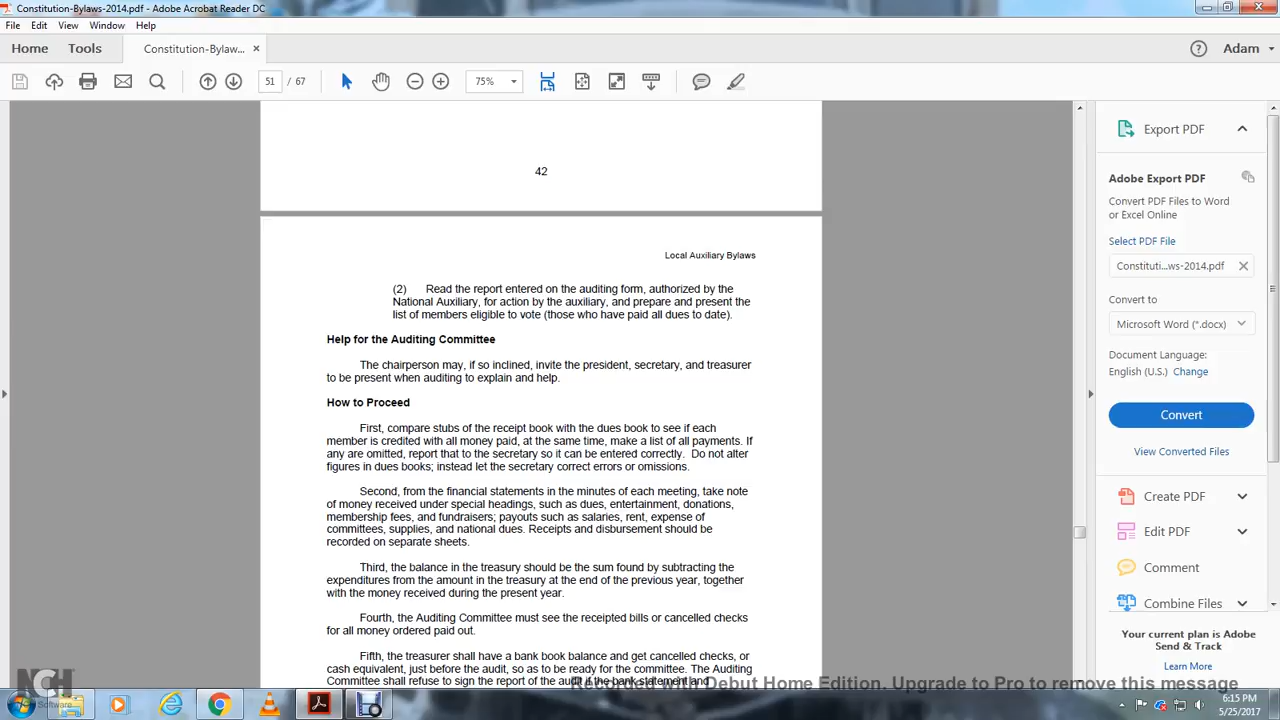 Constitution-Bylaws-2014.pdf - Adobe Acrobat Reader DC
File Edit View Window Help
Home Tools Constitution-Bylaw... × Adam
51 / 67 75%
42
Local Auxiliary Bylaws
(2) Read the report entered on the auditing form, authorized by the
National Auxiliary, for action by the auxiliary, and prepare and present the
list of members eligible to vote (those who have paid all dues to date).
Help for the Auditing Committee
The chairperson may, if so inclined, invite the president, secretary, and treasurer
to be present when auditing to explain and help.
How to Proceed
First, compare stubs of the receipt book with the dues book to see if each
member is credited with all money paid, at the same time, make a list of all payments. If
any are omitted, report that to the secretary so it can be entered correctly. Do not alter
figures in dues books; instead let the secretary correct errors or omissions.
Second, from the financial statements in the minutes of each meeting, take note
of money received under special headings, such as dues, entertainment, donations,
membership fees, and fundraisers; payouts such as salaries, rent, expense of
committees, supplies, and national dues. Receipts and disbursement should be
recorded on separate sheets.
Third, the balance in the treasury should be the sum found by subtracting the
expenditures from the amount in the treasury at the end of the previous year, together
with the money received during the present year.
Fourth, the Auditing Committee must see the receipted bills or cancelled checks
for all money ordered paid out.
Fifth, the treasurer shall have a bank book balance and get cancelled checks, or
cash equivalent, just before the audit, so as to be ready for the committee. The Auditing
Committee shall refuse to sign the report of the audit if the bank statement and
Export PDF
Adobe Export PDF
Convert PDF Files to Word
or Excel Online
Select PDF File
Constituti...ws-2014.pdf
Convert to
Microsoft Word (*.docx)
Document Language:
English (U.S.) Change
Convert
View Converted Files
Create PDF
Edit PDF
Comment
Combine Files
Your current plan is Adobe
Send & Track
Learn More
Recorded with Debut Home Edition. Upgrade to Pro to remove this message
NCH
Software
6:15 PM
5/25/2017